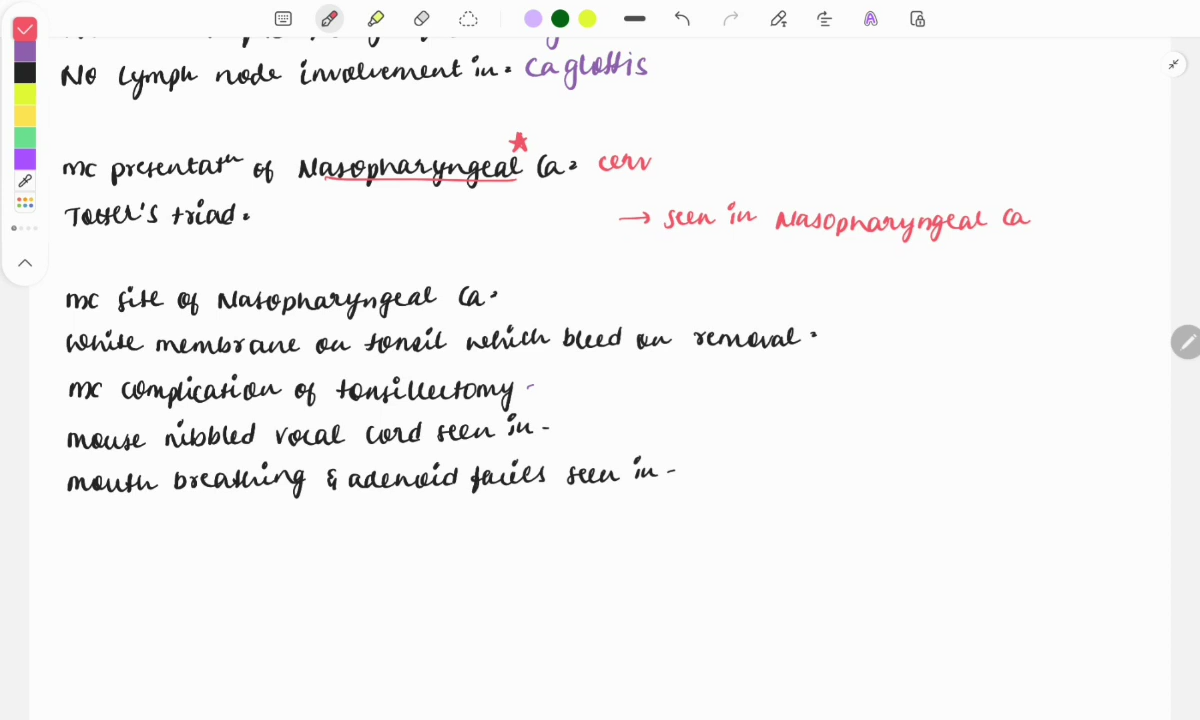 No lymph node involvement in. Ca glottis
mc presentatⁿ of Nasopharyngeal Ca. cerv
Totter's triad.
→ seen in Nasopharyngeal Ca
mc site of Nasopharyngeal Ca.
white membrane on tonsil which bleed on removal.
mc complication of tonsillectomy
mouse nibbled vocal cord seen in -
mouth breathing & adenoid facies seen in -